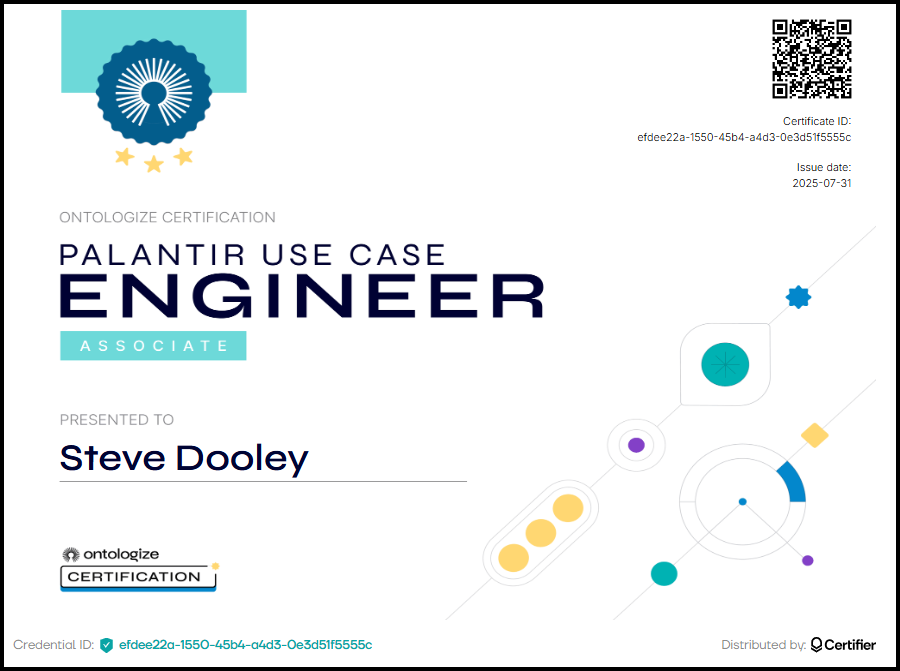 Certificate ID:
efdee22a-1550-45b4-a4d3-0e3d51f5555c
Issue date:
2025-07-31
ONTOLOGIZE CERTIFICATION
PALANTIR USE CASE
ENGINEER
ASSOCIATE
PRESENTED TO
Steve Dooley
ontologize
CERTIFICATION
Credential ID: efdee22a-1550-45b4-a4d3-0e3d51f5555c
Distributed by: Certifier